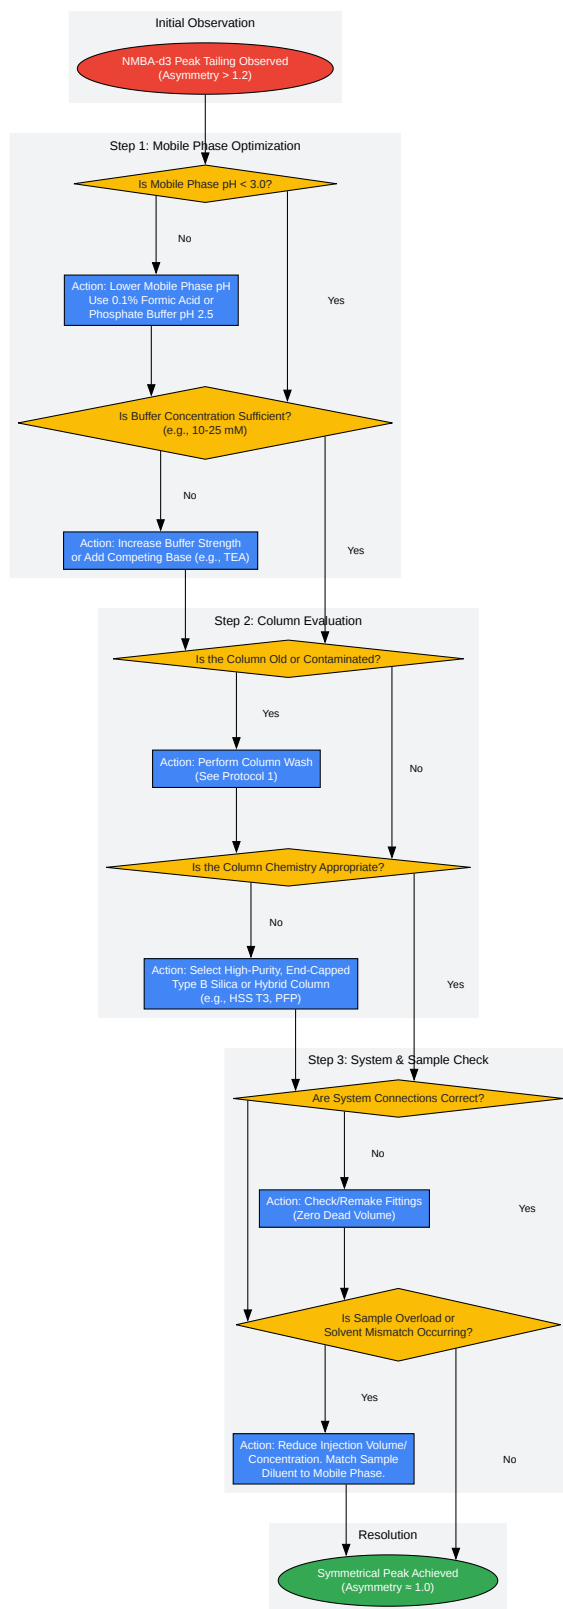 Initial Observation
NMBA-d3 Peak Tailing Observed
(Asymmetry > 1.2)
Step 1: Mobile Phase Optimization
Is Mobile Phase pH < 3.0?
No
Action: Lower Mobile Phase pH
Use 0.1% Formic Acid or
Phosphate Buffer pH 2.5
Yes
Is Buffer Concentration Sufficient?
(e.g., 10-25 mM)
No
Action: Increase Buffer Strength
or Add Competing Base (e.g., TEA)
Yes
Step 2: Column Evaluation
Is the Column Old or Contaminated?
Yes
Action: Perform Column Wash
(See Protocol 1)
No
Is the Column Chemistry Appropriate?
No
Action: Select High-Purity, End-Capped
Type B Silica or Hybrid Column
(e.g., HSS T3, PFP)
Yes
Step 3: System & Sample Check
Are System Connections Correct?
No
Action: Check/Remake Fittings
(Zero Dead Volume)
Yes
Is Sample Overload or
Solvent Mismatch Occurring?
Yes
Action: Reduce Injection Volume/
Concentration. Match Sample
Diluent to Mobile Phase.
No
Resolution
Symmetrical Peak Achieved
(Asymmetry ≈ 1.0)